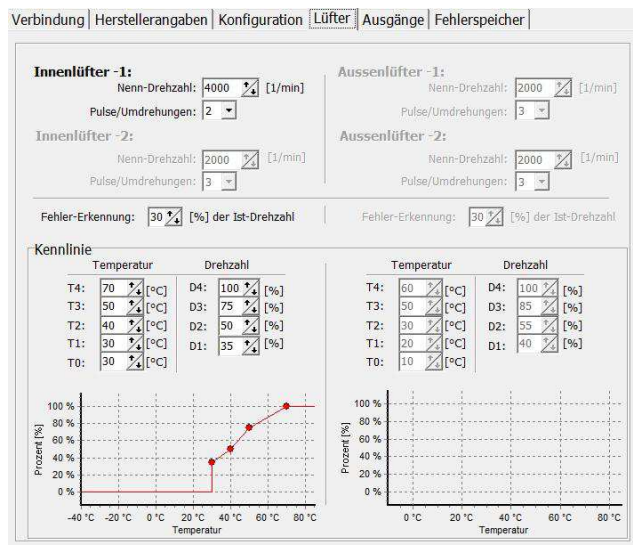 Verbindung Herstellerangaben Konfiguration Lüfter Ausgänge Fehlerspeicher
Innenlüfter -1:
Nenn-Drehzahl: 4000 [1/min]
Pulse/Umdrehungen: 2
Innenlüfter -2:
Nenn-Drehzahl: 2000 [1/min]
Pulse/Umdrehungen: 3
Aussenlüfter -1:
Nenn-Drehzahl: 2000 [1/min]
Pulse/Umdrehungen: 3
Aussenlüfter -2:
Nenn-Drehzahl: 2000 [1/min]
Pulse/Umdrehungen: 3
Fehler-Erkennung: 30 [%] der Ist-Drehzahl
Fehler-Erkennung: 30 [%] der Ist-Drehzahl
Kennlinie
Temperatur Drehzahl
T4: 70 [°C] D4: 100 [%]
T3: 50 [°C] D3: 75 [%]
T2: 40 [°C] D2: 50 [%]
T1: 30 [°C] D1: 35 [%]
T0: 30 [°C]
Temperatur Drehzahl
T4: 60 [°C] D4: 100 [%]
T3: 50 [°C] D3: 85 [%]
T2: 30 [°C] D2: 55 [%]
T1: 20 [°C] D1: 40 [%]
T0: 10 [°C]
Prozent [%]
100 %
80 %
60 %
40 %
20 %
0 %
-40 °C -20 °C 0 °C 20 °C 40 °C 60 °C 80 °C
Temperatur
Prozent [%]
100 %
80 %
60 %
40 %
20 %
0 %
0 °C 20 °C 40 °C 60 °C 80 °C
Temperatur